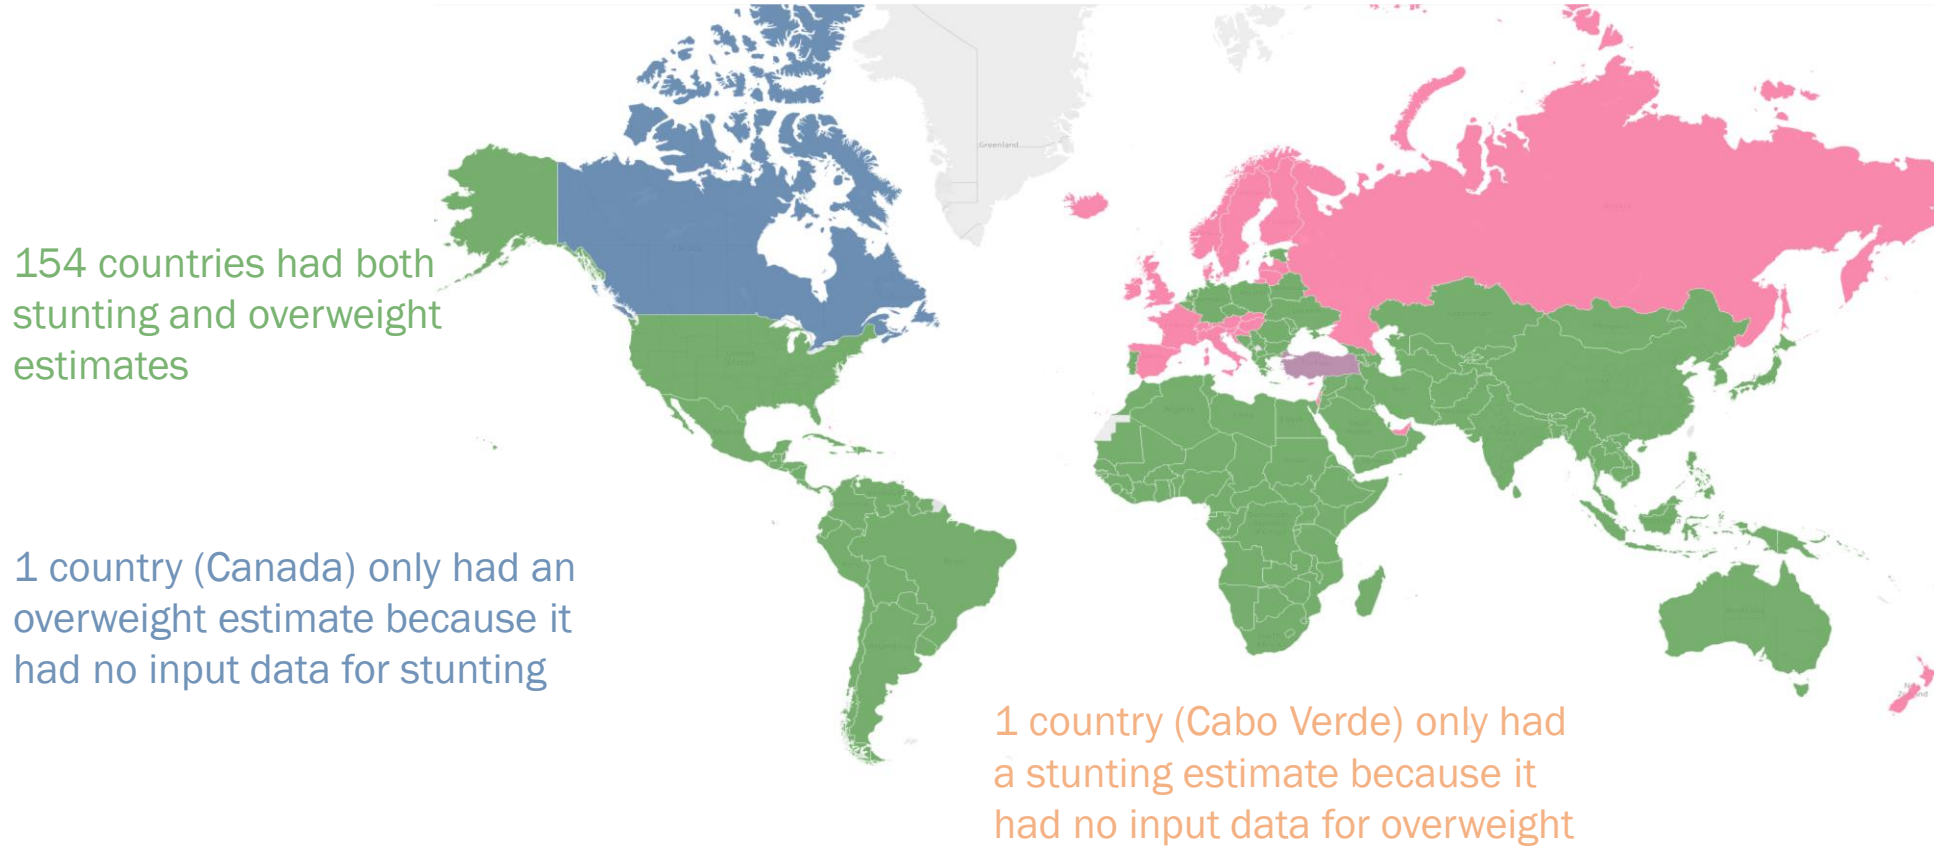 Greenland
154 countries had both
stunting and overweight
estimates
1 country (Canada) only had an
overweight estimate because it
had no input data for stunting
1 country (Cabo Verde) only had
a stunting estimate because it
had no input data for overweight